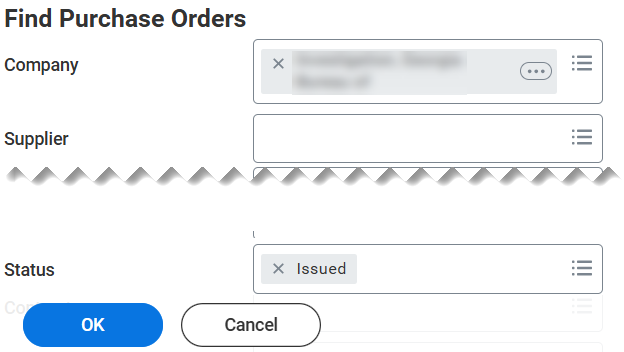 Find Purchase Orders
Company
Supplier
Status
Issued
OK
Cancel